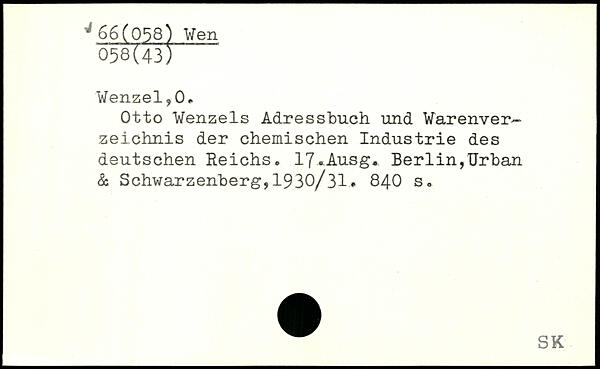 66(058) Wen
058(43)
Wenzel,O.
Otto Wenzels Adressbuch und Warenver-
zeichnis der chemischen Industrie des
deutschen Reichs. 17.Ausg. Berlin,Urban
& Schwarzenberg,1930/31. 840 s.
SK